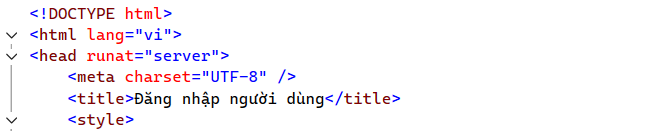 <!DOCTYPE html>
<html lang="vi">
<head runat="server">
<meta charset="UTF-8" />
<title>Đăng nhập người dùng</title>
<style>